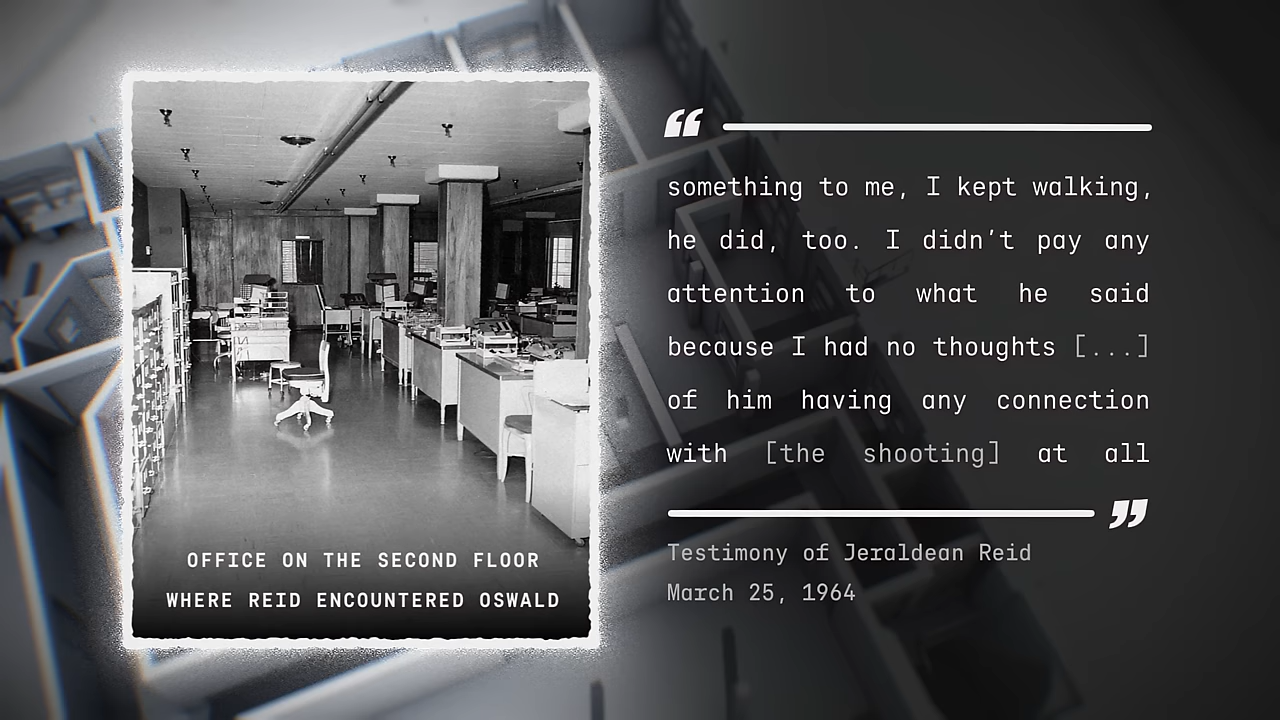 “
something to me, I kept walking,
he did, too. I didn’t pay any
attention to what he said
because I had no thoughts [...]
of him having any connection
with [the shooting] at all
”
Testimony of Jeraldean Reid
March 25, 1964
OFFICE ON THE SECOND FLOOR
WHERE REID ENCOUNTERED OSWALD